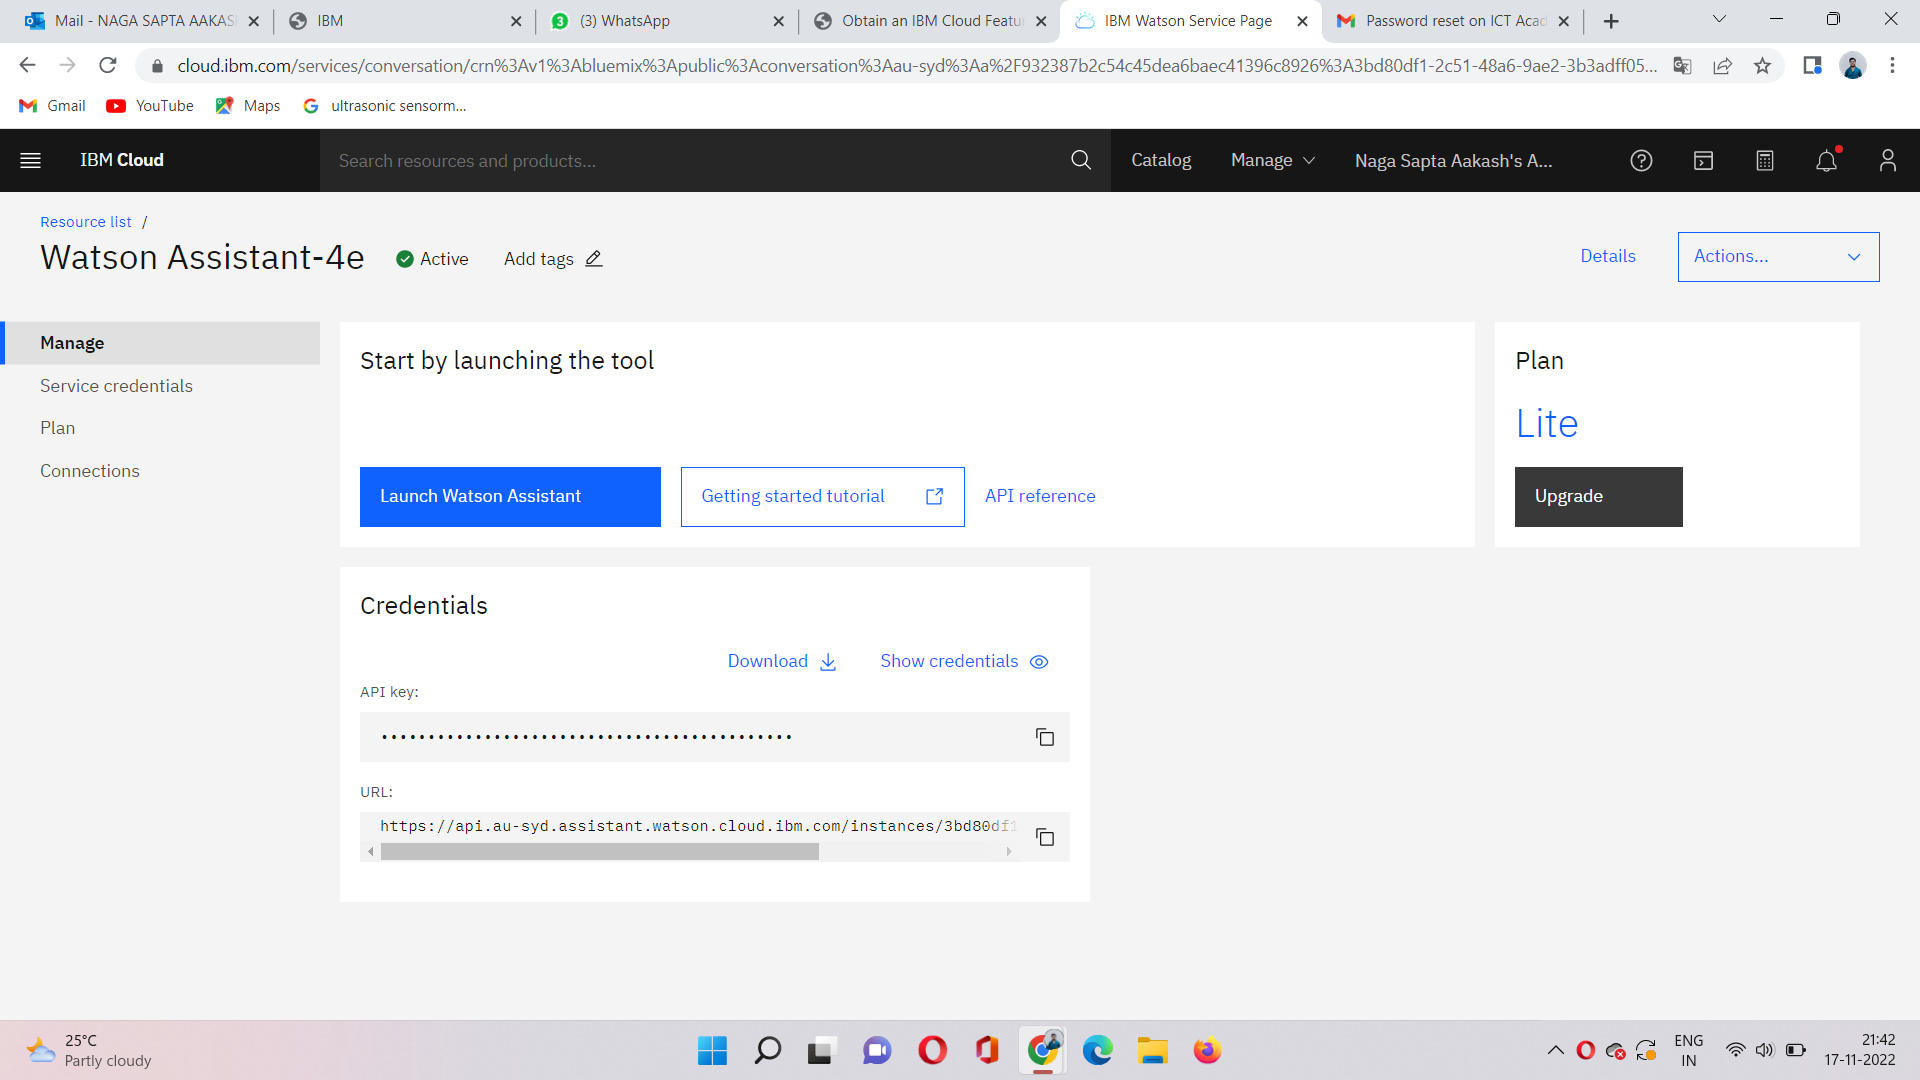 Mail - NAGA SAPTA AAKAS
IBM
(3) WhatsApp
Obtain an IBM Cloud Featu
IBM Watson Service Page
Password reset on ICT Acad
cloud.ibm.com/services/conversation/crn%3Av1%3Abluemix%3Apublic%3Aconversation%3Aau-syd%3Aa%2F932387b2c54c45dea6baec41396c8926%3A3bd80df1-2c51-48a6-9ae2-3b3adff05...
Gmail
YouTube
Maps
ultrasonic sensorm...
IBM Cloud
Search resources and products...
Catalog
Manage
Naga Sapta Aakash's A...
Resource list /
Watson Assistant-4e
Active
Add tags
Details
Actions...
Manage
Service credentials
Plan
Connections
Start by launching the tool
Launch Watson Assistant
Getting started tutorial
API reference
Plan
Lite
Upgrade
Credentials
Download
Show credentials
API key:
URL:
https://api.au-syd.assistant.watson.cloud.ibm.com/instances/3bd80df1
25°C
Partly cloudy
ENG
IN
21:42
17-11-2022